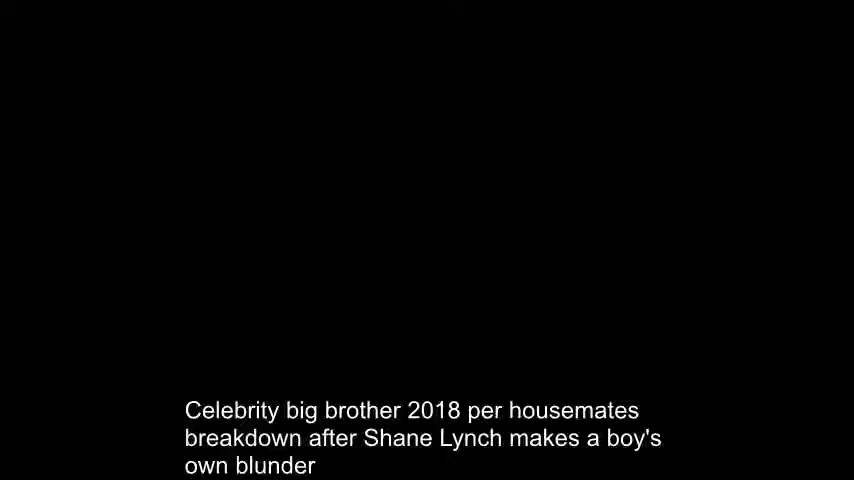 Celebrity big brother 2018 per housemates
breakdown after Shane Lynch makes a boy's
own blunder